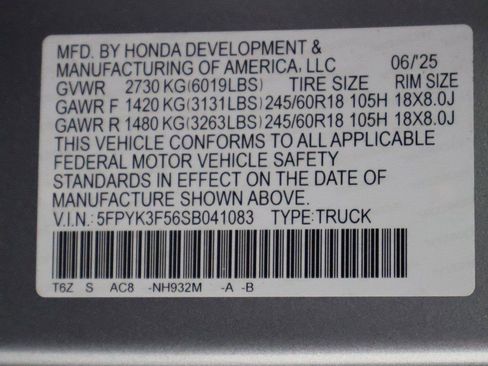 MFD. BY HONDA DEVELOPMENT &
MANUFACTURING OF AMERICA, LLC 06/'25
GVWR 2730 KG(6019LBS) TIRE SIZE RIM SIZE
GAWR F 1420 KG(3131LBS) 245/60R18 105H 18X8.0J
GAWR R 1480 KG(3263LBS) 245/60R18 105H 18X8.0J
THIS VEHICLE CONFORMS TO ALL APPLICABLE
FEDERAL MOTOR VEHICLE SAFETY
STANDARDS IN EFFECT ON THE DATE OF
MANUFACTURE SHOWN ABOVE.
V.I.N.: 5FPYK3F56SB041083 TYPE:TRUCK
T6Z S AC8 -NH932M -A -B